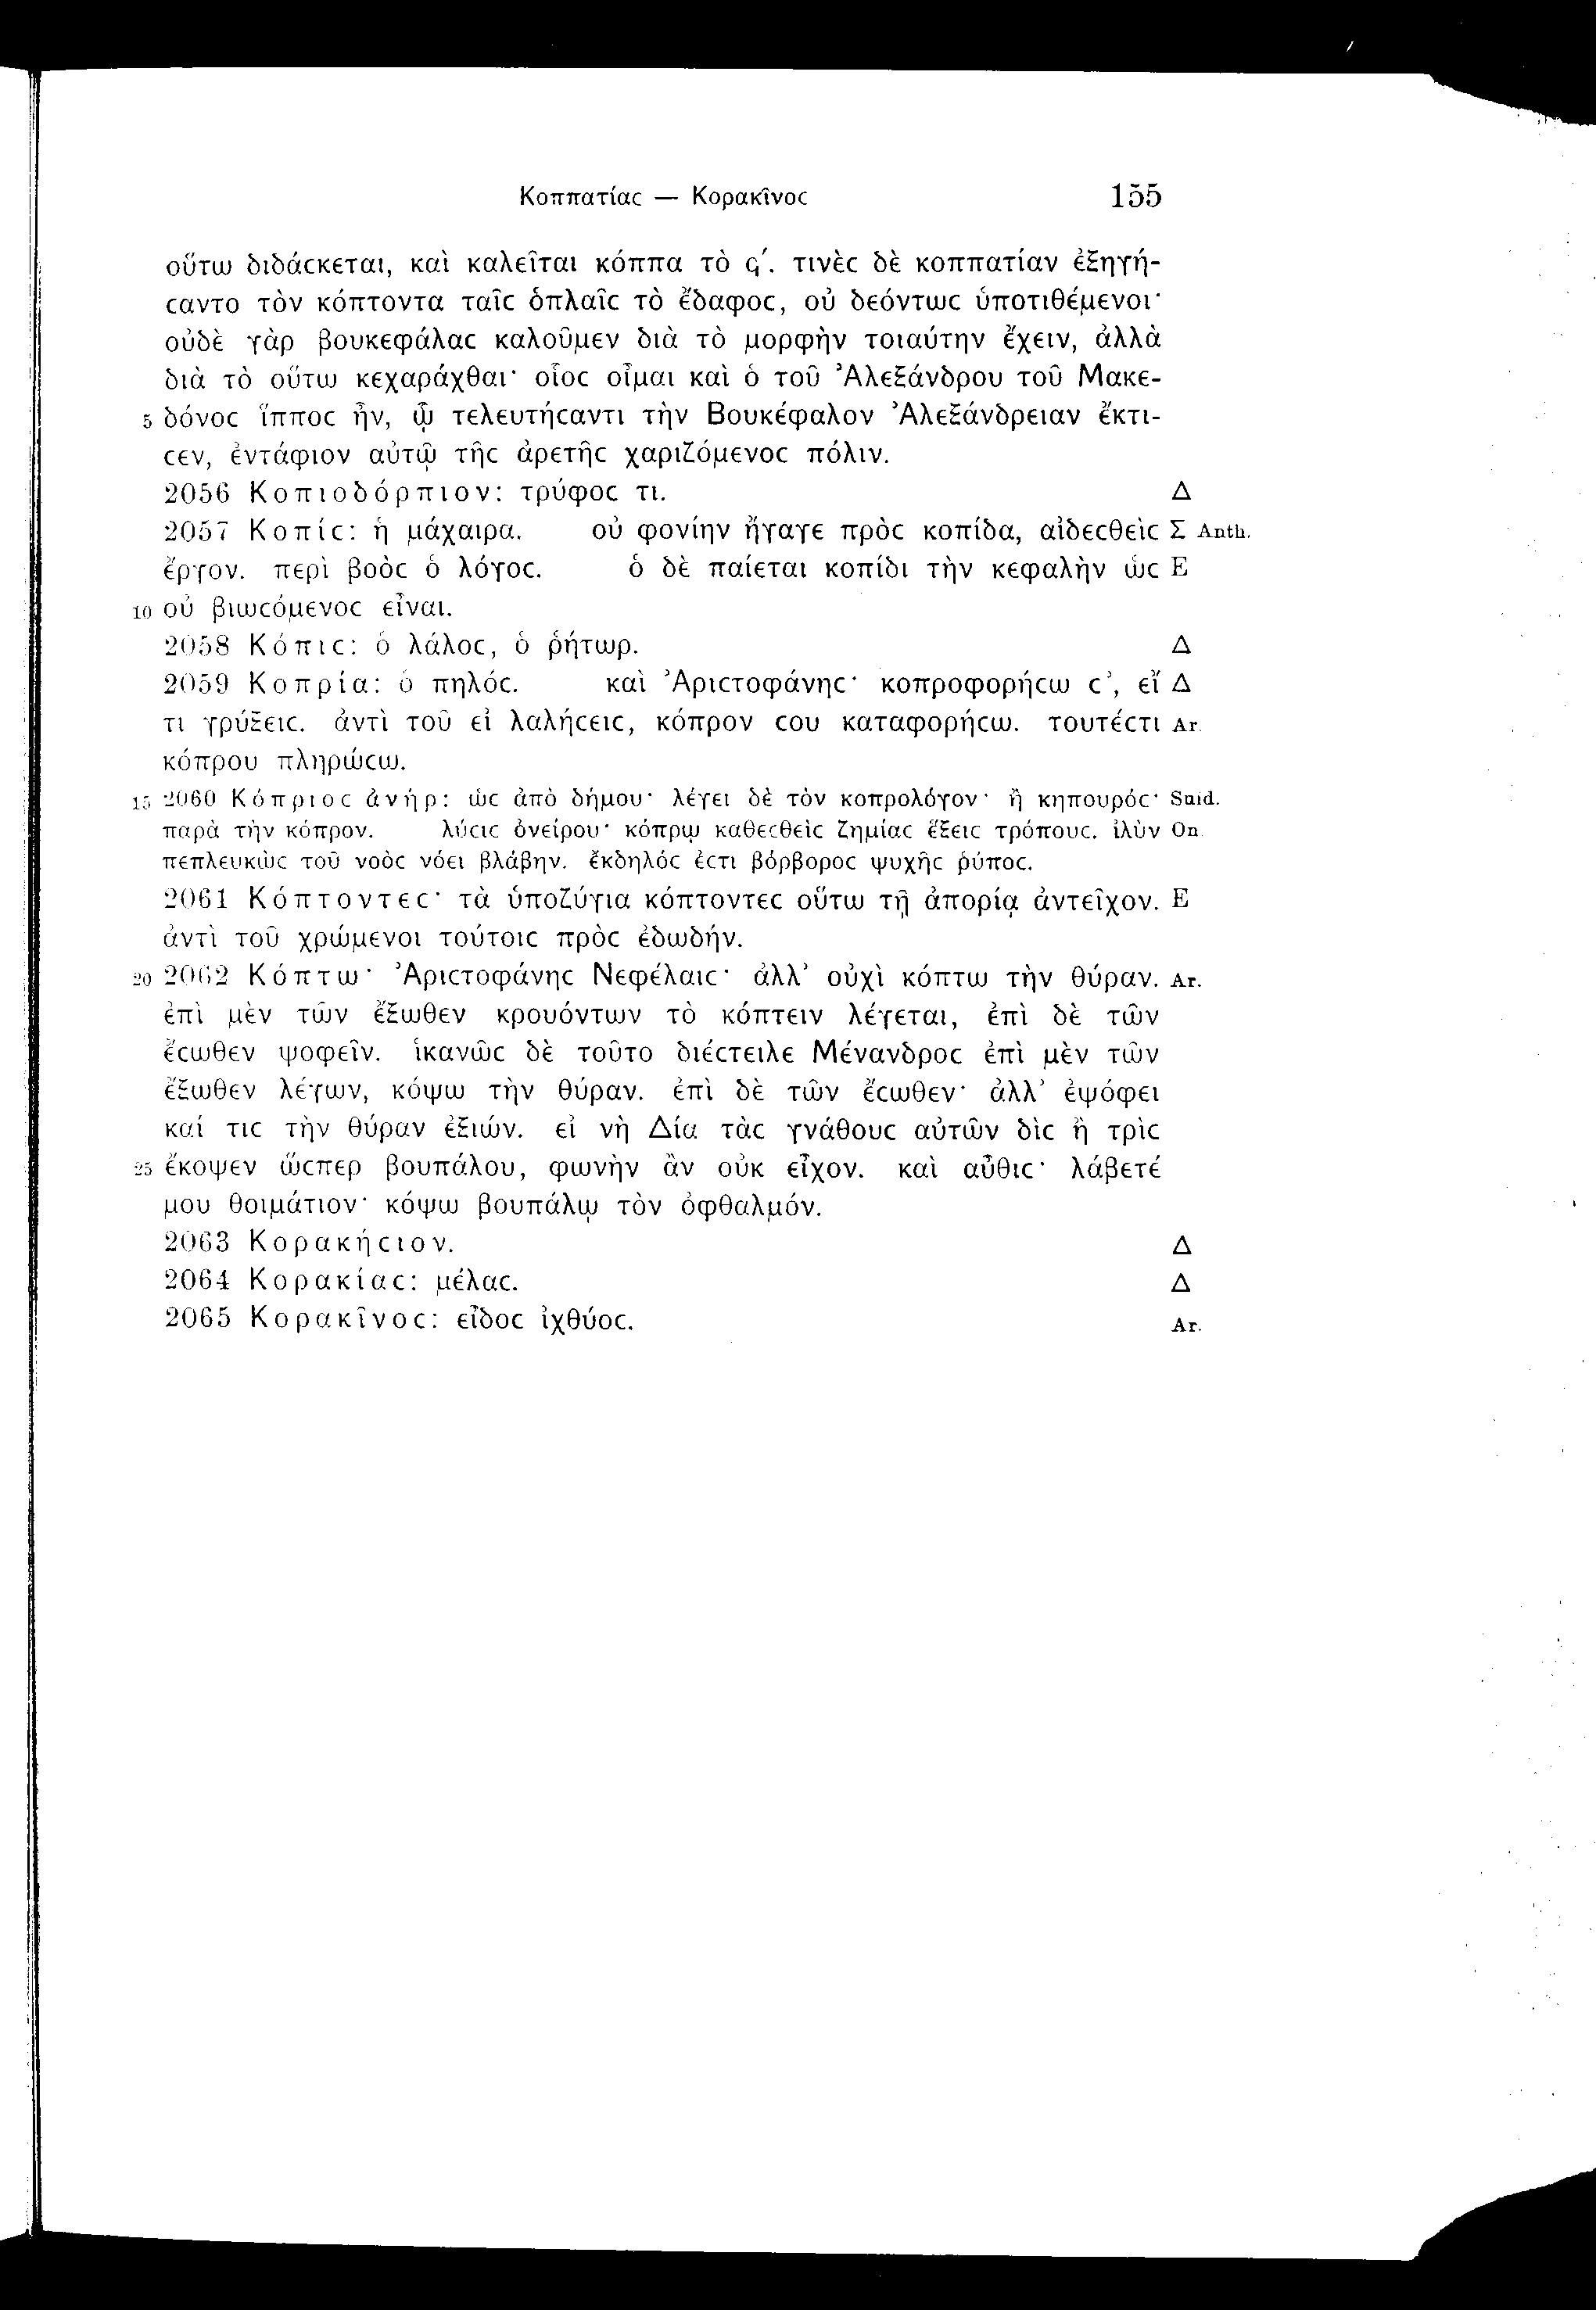 Κοππατίαϲ — Κορακῖνοϲ 155
οὕτω διδάϲκεται, καὶ καλεῖται κόππα τὸ ϙʹ. τινὲϲ δὲ κοππατίαν ἐξηγή-
ϲαντο τὸν κόπτοντα ταῖϲ ὁπλαῖϲ τὸ ἔδαφοϲ, οὐ δεόντωϲ ὑποτιθέμενοι·
οὐδὲ γὰρ βουκεφάλαϲ καλοῦμεν διὰ τὸ μορφὴν τοιαύτην ἔχειν, ἀλλὰ
διὰ τὸ οὕτω κεχαράχθαι· οἷοϲ οἶμαι καὶ ὁ τοῦ Ἀλεξάνδρου τοῦ Μακε-
5 δόνοϲ ἵπποϲ ἦν, ᾧ τελευτήϲαντι τὴν Βουκέφαλον Ἀλεξάνδρειαν ἔκτι-
ϲεν, ἐντάφιον αὐτῷ τῆϲ ἀρετῆϲ χαριζόμενοϲ πόλιν.
2056 Κοπιοδόρπιον: τρύφοϲ τι. Δ
2057 Κοπίϲ: ἡ μάχαιρα. οὐ φονίην ἤγαγε πρὸϲ κοπίδα, αἰδεϲθεὶϲ Σ Anth.
ἔργον. περὶ βοὸϲ ὁ λόγοϲ. ὁ δὲ παίεται κοπίδι τὴν κεφαλὴν ὡϲ Ε
10 οὐ βιωϲόμενοϲ εἶναι.
2058 Κόπιϲ: ὁ λάλοϲ, ὁ ῥήτωρ. Δ
2059 Κοπρία: ὁ πηλόϲ. καὶ Ἀριϲτοφάνηϲ· κοπροφορήϲω ϲ’, εἴ Δ
τι γρύξειϲ. ἀντὶ τοῦ εἰ λαλήϲειϲ, κόπρον ϲου καταφορήϲω. τουτέϲτι Ar.
κόπρου πληρώϲω.
15 2060 Κόπριοϲ ἀνήρ: ὡϲ ἀπὸ δήμου· λέγει δὲ τὸν κοπρολόγον· ἢ κηπουρόϲ· Suid.
παρὰ τὴν κόπρον. λύϲιϲ ὀνείρου· κόπρῳ καθεϲθεὶϲ ζημίαϲ ἕξειϲ τρόπουϲ. ἰλὺν On.
πεπλευκὼϲ τοῦ νοὸϲ νόει βλάβην. ἔκδηλόϲ ἐϲτι βόρβοροϲ ψυχῆϲ ῥύποϲ.
2061 Κόπτοντεϲ· τὰ ὑποζύγια κόπτοντεϲ οὕτω τῇ ἀπορίᾳ ἀντεῖχον. Ε
ἀντὶ τοῦ χρώμενοι τούτοιϲ πρὸϲ ἐδωδήν.
20 2062 Κόπτω· Ἀριϲτοφάνηϲ Νεφέλαιϲ· ἀλλ’ οὐχὶ κόπτω τὴν θύραν. Ar.
ἐπὶ μὲν τῶν ἔξωθεν κρουόντων τὸ κόπτειν λέγεται, ἐπὶ δὲ τῶν
ἔϲωθεν ψοφεῖν. ἱκανῶϲ δὲ τοῦτο διέϲτειλε Μένανδροϲ ἐπὶ μὲν τῶν
ἔξωθεν λέγων, κόψω τὴν θύραν. ἐπὶ δὲ τῶν ἔϲωθεν· ἀλλ’ ἐψόφει
καί τιϲ τὴν θύραν ἐξιών. εἰ νὴ Δία τὰϲ γνάθουϲ αὐτῶν δὶϲ ἢ τρὶϲ
25 ἔκοψεν ὥϲπερ βουπάλου, φωνὴν ἂν οὐκ εἶχον. καὶ αὖθιϲ· λάβετέ
μου θοιμάτιον· κόψω βουπάλῳ τὸν ὀφθαλμόν.
2063 Κορακήϲιον. Δ
2064 Κορακίαϲ: μέλαϲ. Δ
2065 Κορακῖνοϲ: εἶδοϲ ἰχθύοϲ. Ar.